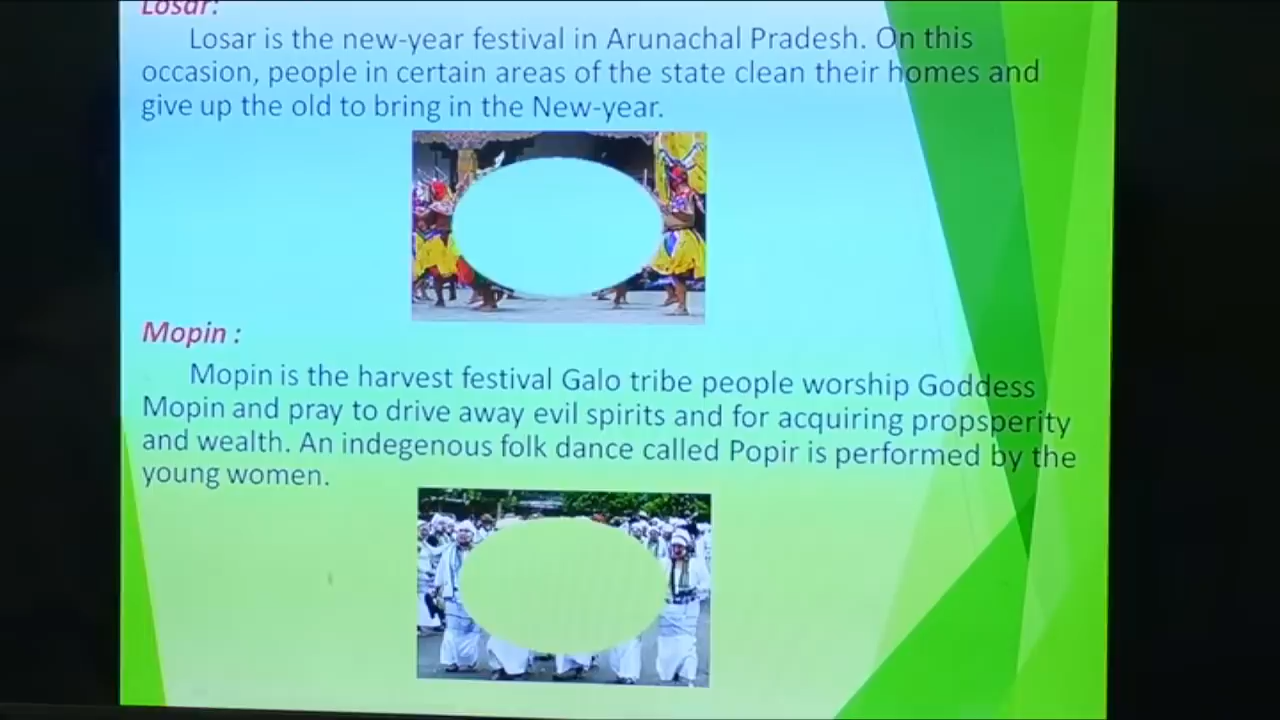 Losar:
Losar is the new-year festival in Arunachal Pradesh. On this
occasion, people in certain areas of the state clean their homes and
give up the old to bring in the New-year.
Mopin :
Mopin is the harvest festival Galo tribe people worship Goddess
Mopin and pray to drive away evil spirits and for acquiring propsperity
and wealth. An indegenous folk dance called Popir is performed by the
young women.